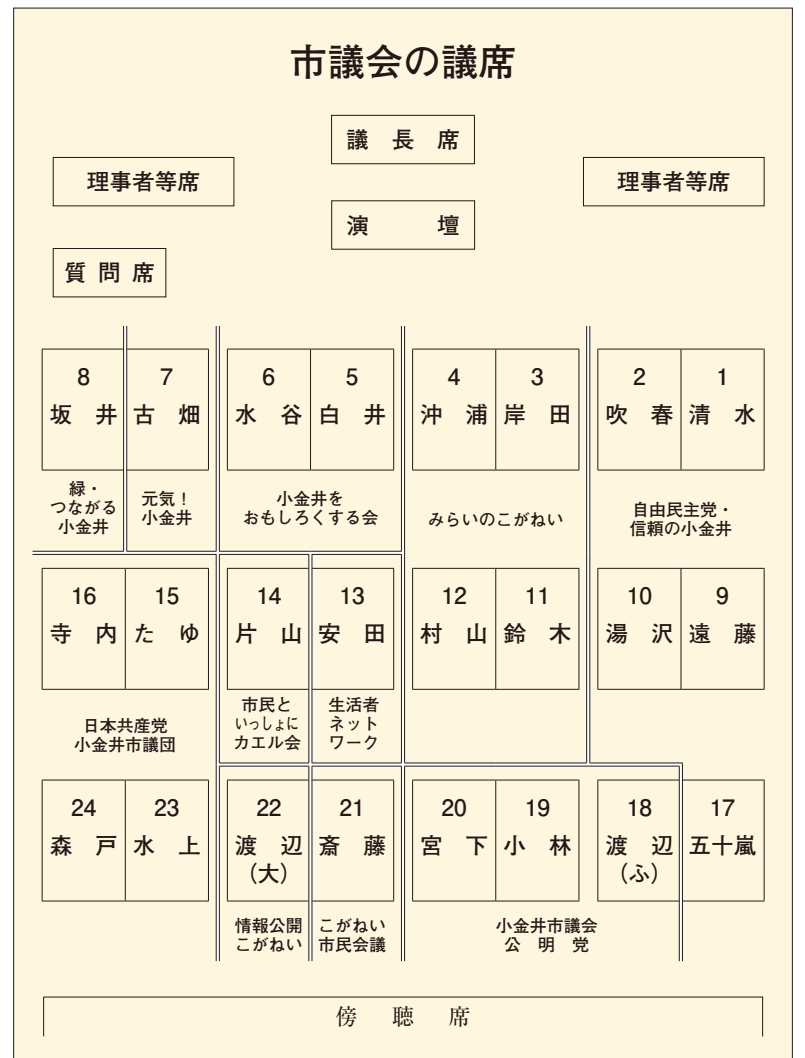 市議会の議席
議長席
理事者等席
理事者等席
演壇
質問席
8 7 6 5 4 3 2 1
坂井 古畑 水谷 白井 沖浦 岸田 吹春 清水
緑・
つながる
小金井
元気！
小金井
小金井を
おもしろくする会
みらいのこがねい
自由民主党・
信頼の小金井
16 15 14 13 12 11 10 9
寺内 たゆ 片山 安田 村山 鈴木 湯沢 遠藤
日本共産党
小金井市議団
市民と
いっしょに
カエル会
生活者
ネット
ワーク
24 23 22 21 20 19 18 17
森戸 水上 渡辺 斎藤 宮下 小林 渡辺 五十嵐
（大） （ふ）
情報公開
こがねい
こがねい
市民会議
小金井市議会
公明党
傍聴席